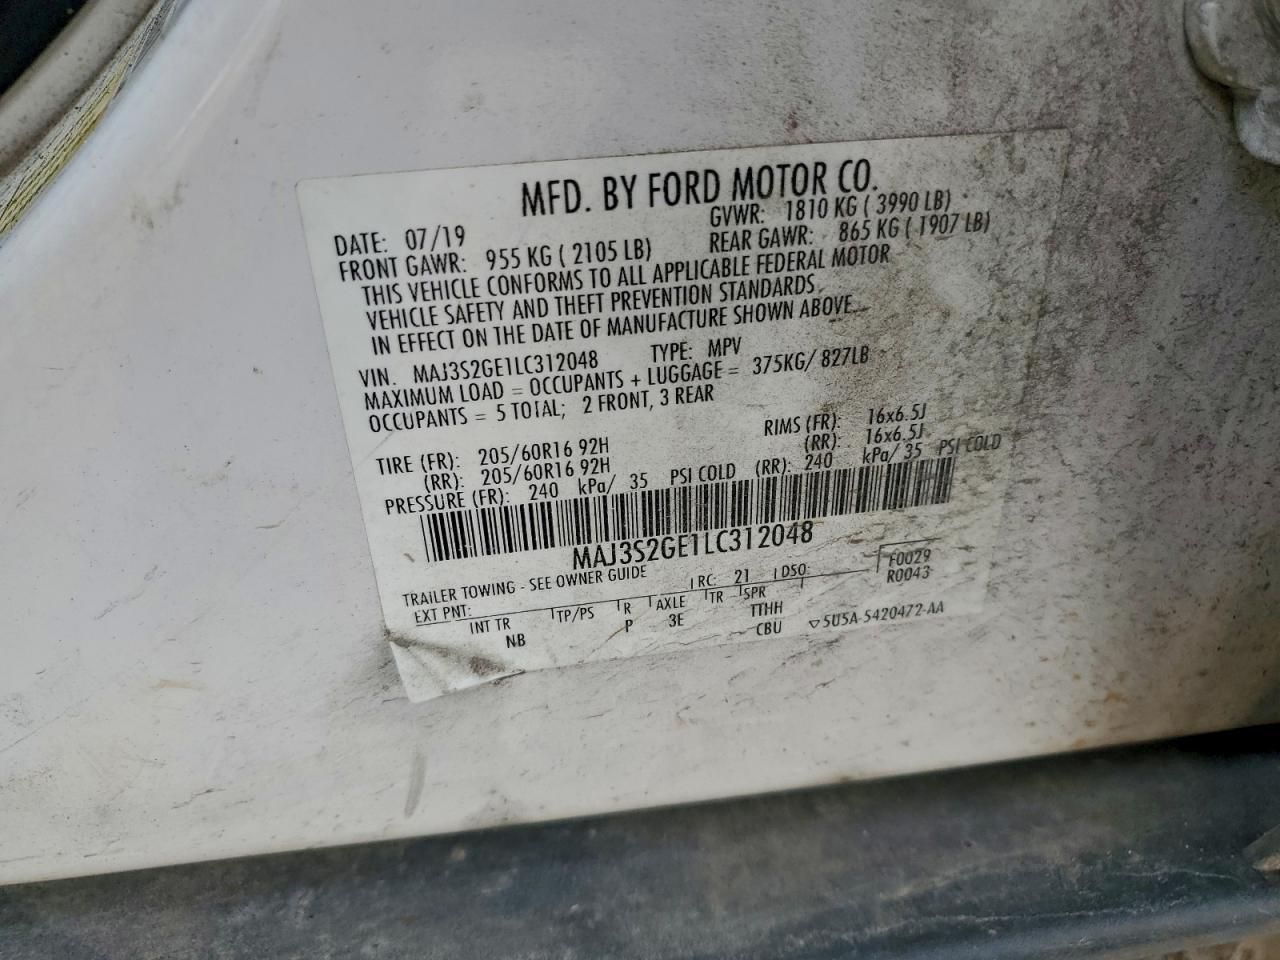 MFD. BY FORD MOTOR CO.
DATE: 07/19 GVWR: 1810 KG ( 3990 LB)
FRONT GAWR: 955 KG ( 2105 LB) REAR GAWR: 865 KG ( 1907 LB)
THIS VEHICLE CONFORMS TO ALL APPLICABLE FEDERAL MOTOR
VEHICLE SAFETY AND THEFT PREVENTION STANDARDS
IN EFFECT ON THE DATE OF MANUFACTURE SHOWN ABOVE.
VIN. MAJ3S2GE1LC312048 TYPE: MPV
MAXIMUM LOAD = OCCUPANTS + LUGGAGE = 375KG/ 827LB
OCCUPANTS = 5 TOTAL; 2 FRONT, 3 REAR
TIRE (FR): 205/60R16 92H RIMS (FR): 16x6.5J
(RR): 205/60R16 92H (RR): 16x6.5J
PRESSURE (FR): 240 kPa/ 35 PSI COLD (RR): 240 kPa/ 35 PSI COLD
MAJ3S2GE1LC312048
TRAILER TOWING - SEE OWNER GUIDE
EXT PNT: RC: 21 DSO: F0029
R0043
INT TR TP/PS R AXLE TR SPR
NB P 3E TTHH
CBU ▽5U5A-5420472-AA